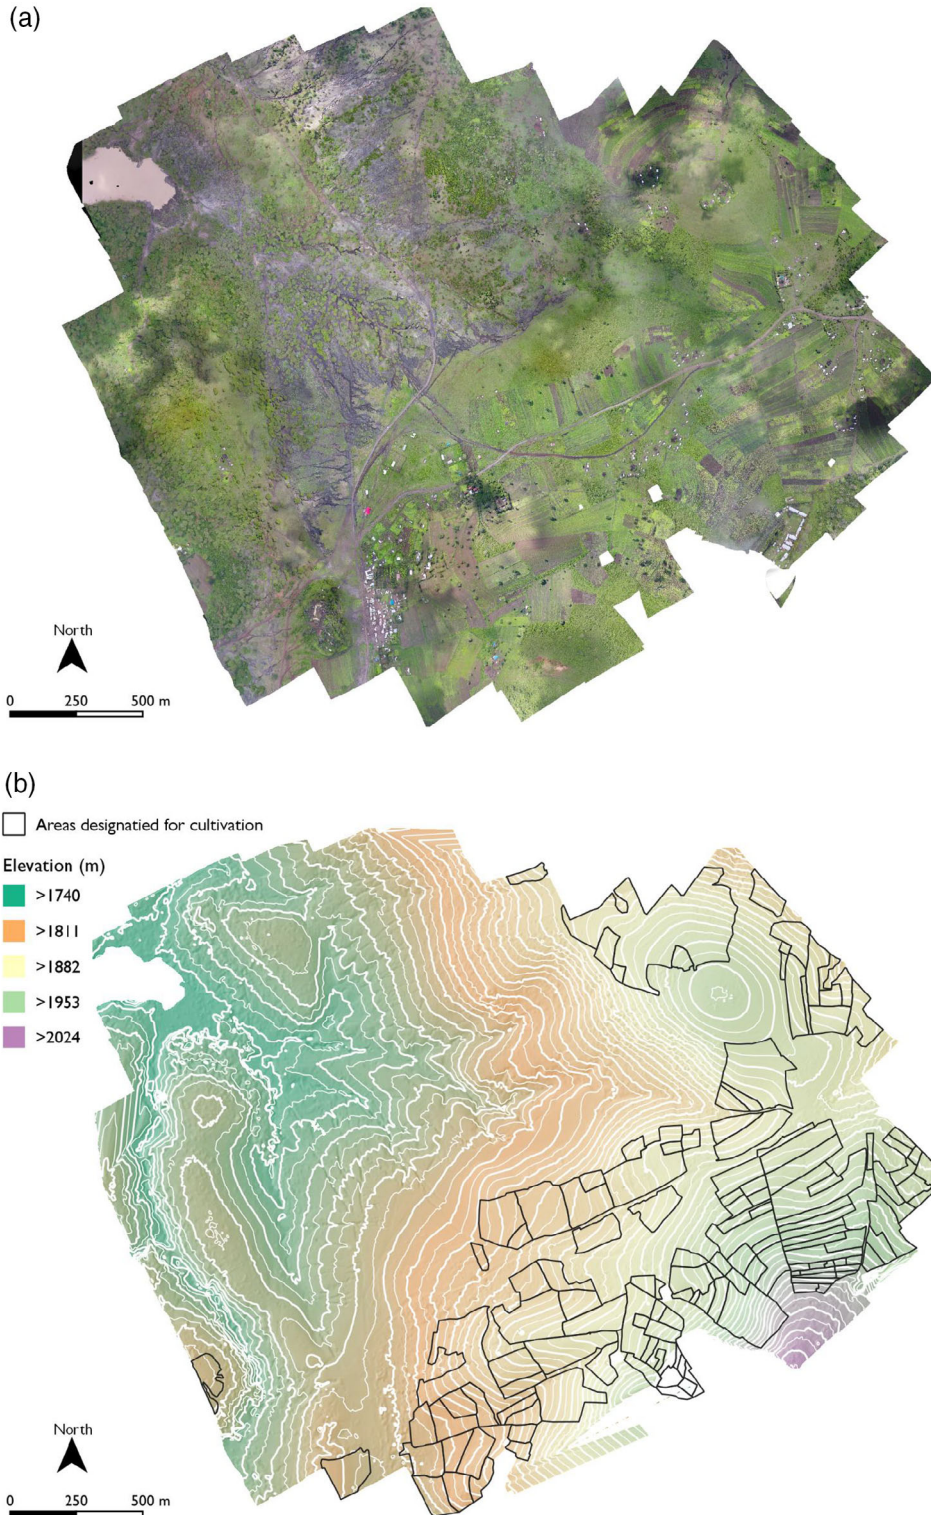 (a)
North
0 250 500 m
(b)
Areas designatied for cultivation
Elevation (m)
>1740
>1811
>1882
>1953
>2024
North
0 250 500 m